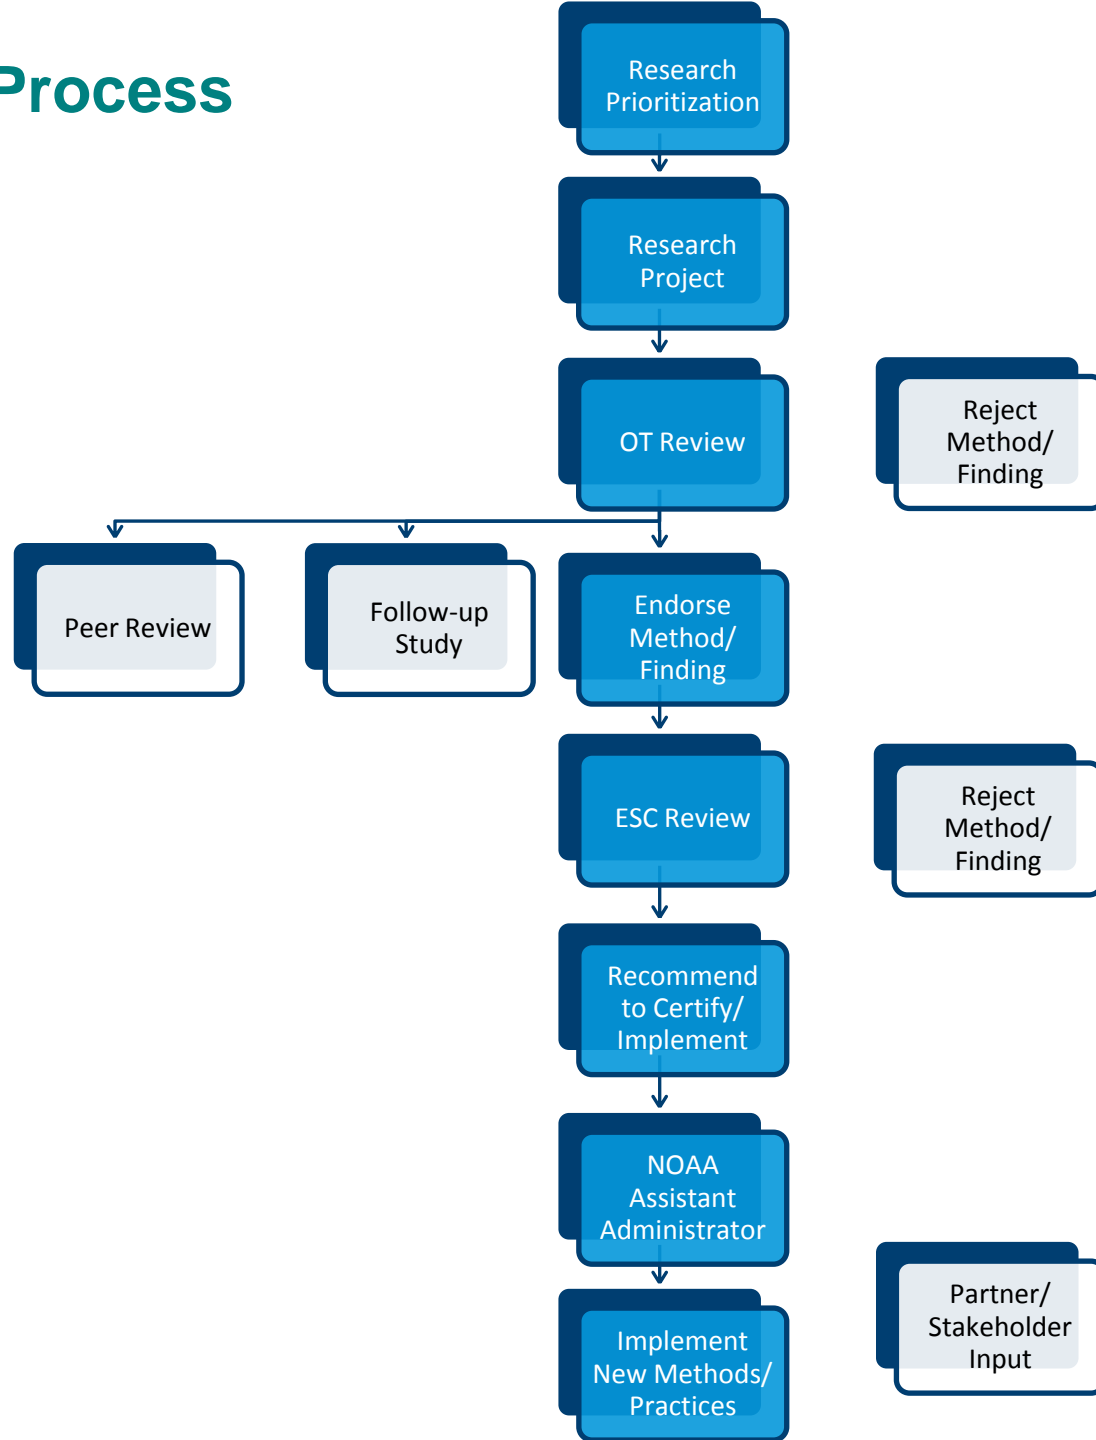 Process
Research
Prioritization
Research
Project
OT Review
Reject
Method/
Finding
Peer Review
Follow-up
Study
Endorse
Method/
Finding
ESC Review
Reject
Method/
Finding
Recommend
to Certify/
Implement
NOAA
Assistant
Administrator
Implement
New Methods/
Practices
Partner/
Stakeholder
Input